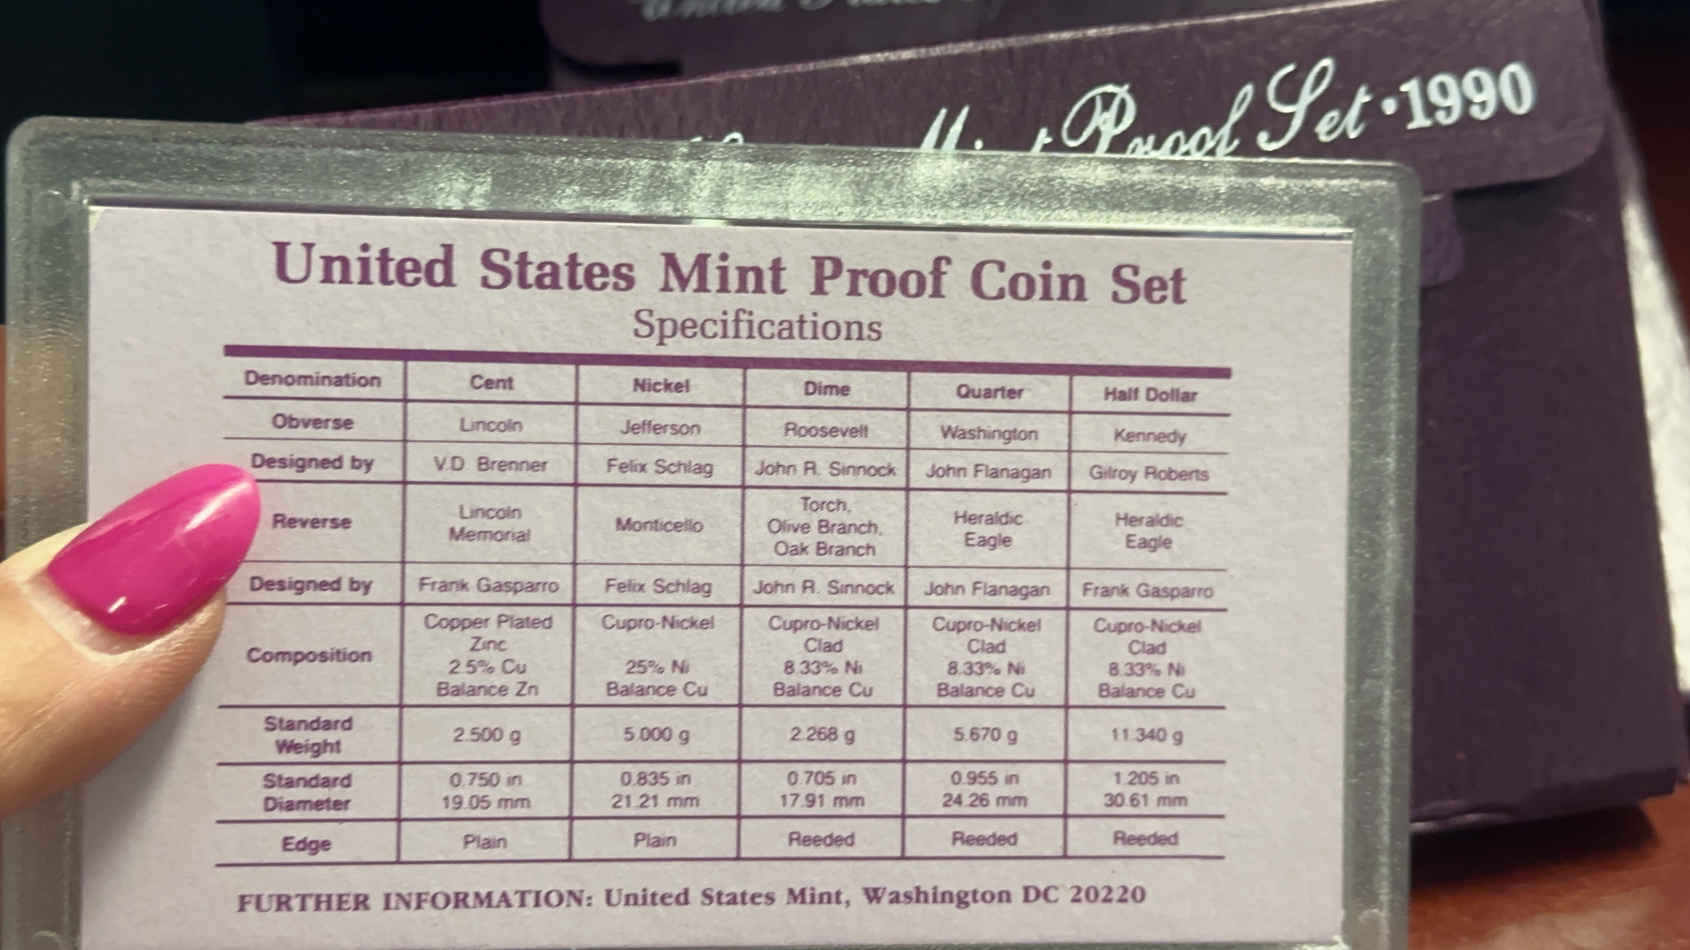 Mint Proof Set · 1990
United States Mint Proof Coin Set
Specifications
Denomination Cent Nickel Dime Quarter Half Dollar
Obverse Lincoln Jefferson Roosevelt Washington Kennedy
Designed by V.D. Brenner Felix Schlag John R. Sinnock John Flanagan Gilroy Roberts
Reverse Lincoln Memorial Monticello Torch, Olive Branch, Oak Branch Heraldic Eagle Heraldic Eagle
Designed by Frank Gasparro Felix Schlag John R. Sinnock John Flanagan Frank Gasparro
Composition Copper Plated Zinc 2.5% Cu Balance Zn Cupro-Nickel 25% Ni Balance Cu Cupro-Nickel Clad 8.33% Ni Balance Cu Cupro-Nickel Clad 8.33% Ni Balance Cu Cupro-Nickel Clad 8.33% Ni Balance Cu
Standard Weight 2.500 g 5.000 g 2.268 g 5.670 g 11.340 g
Standard Diameter 0.750 in 19.05 mm 0.835 in 21.21 mm 0.705 in 17.91 mm 0.955 in 24.26 mm 1.205 in 30.61 mm
Edge Plain Plain Reeded Reeded Reeded
FURTHER INFORMATION: United States Mint, Washington DC 20220